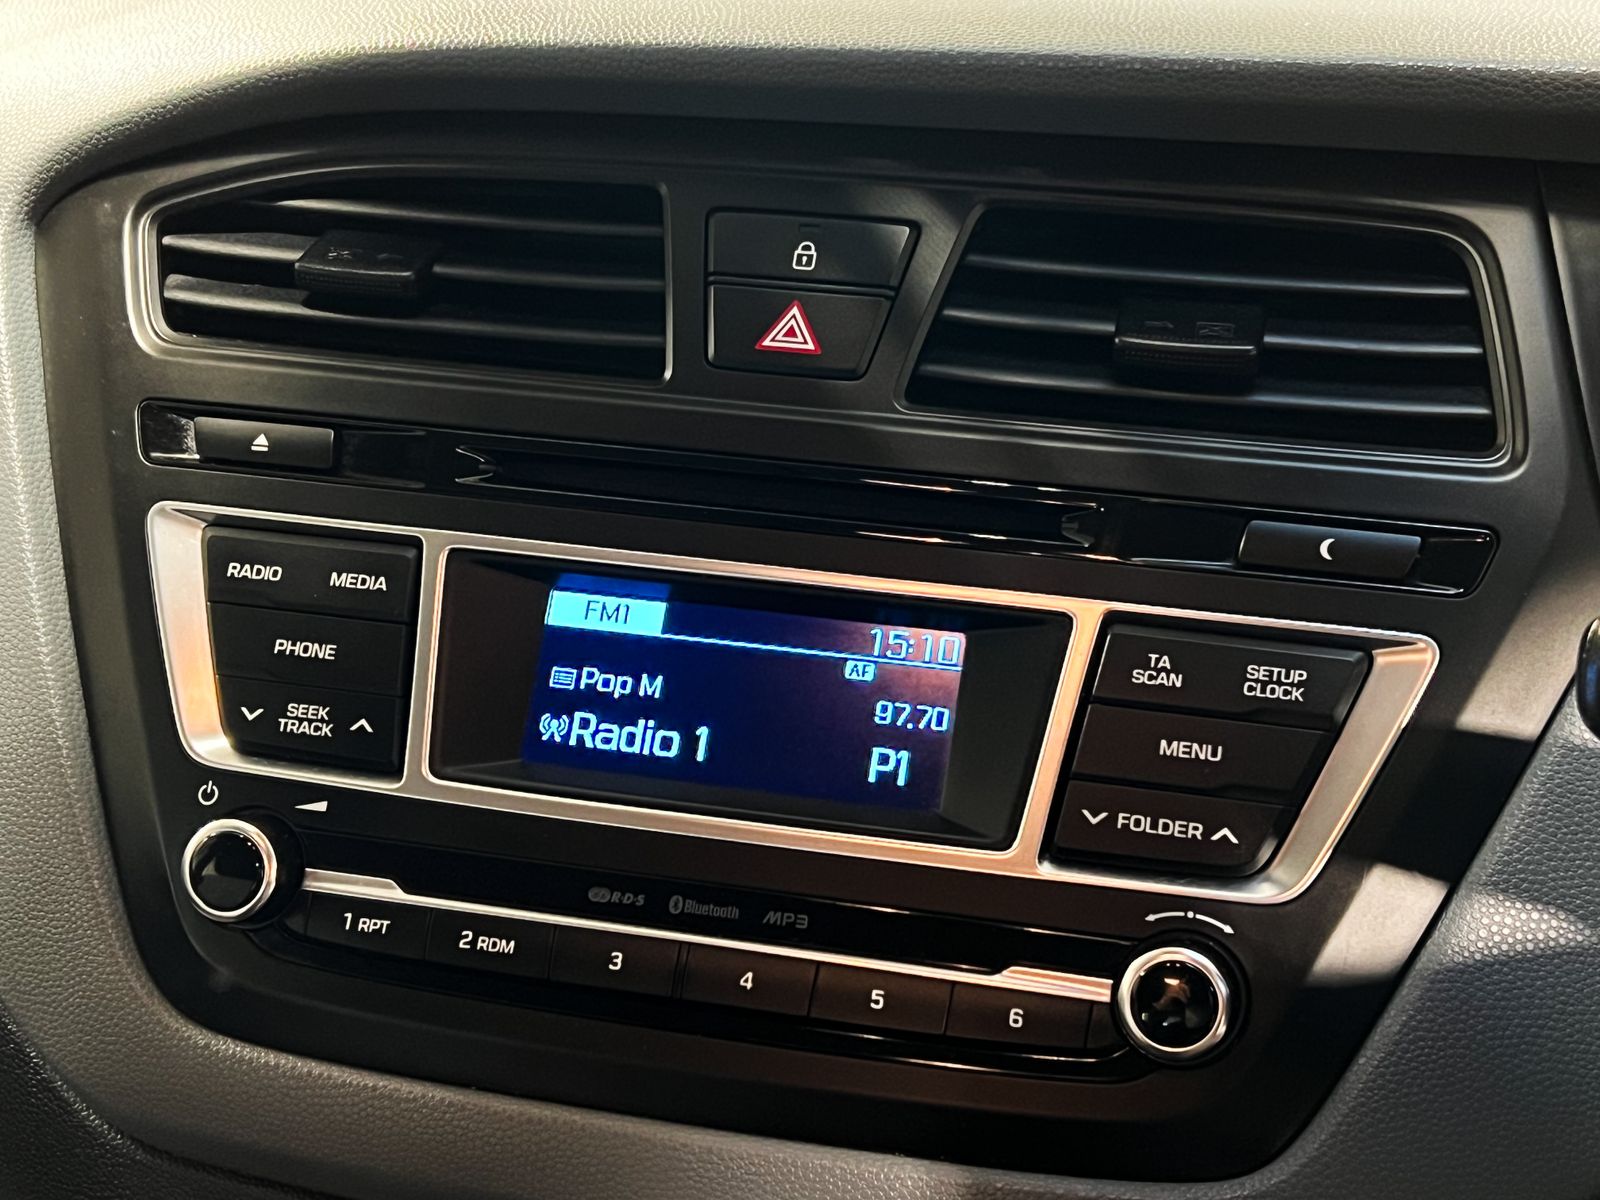 RADIO MEDIA
PHONE
SEEK
TRACK
FM1 15:10
AF
Pop M
97.70
Radio 1
P1
TA
SCAN
SETUP
CLOCK
MENU
FOLDER
R·D·S Bluetooth MP3
1 RPT
2 RDM
3
4
5
6